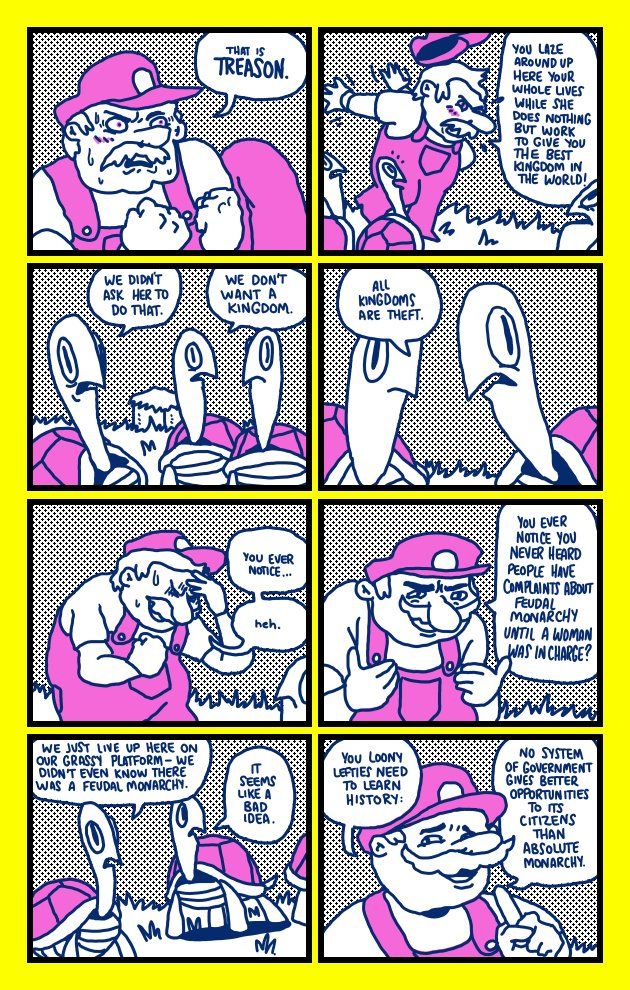 THAT IS
TREASON.
YOU LAZE
AROUND UP
HERE YOUR
WHOLE LIVES
WHILE SHE
DOES NOTHING
BUT WORK
TO GIVE YOU
THE BEST
KINGDOM IN
THE WORLD!
WE DIDN'T
ASK HER TO
DO THAT.
WE DON'T
WANT A
KINGDOM.
ALL
KINGDOMS
ARE THEFT.
YOU EVER
NOTICE...
heh.
YOU EVER
NOTICE YOU
NEVER HEARD
PEOPLE HAVE
COMPLAINTS ABOUT
FEUDAL
MONARCHY
UNTIL A WOMAN
WAS IN CHARGE?
WE JUST LIVE UP HERE ON
OUR GRASSY PLATFORM- WE
DIDN'T EVEN KNOW THERE
WAS A FEUDAL MONARCHY.
IT
SEEMS
LIKE A
BAD
IDEA.
YOU LOONY
LEFTIES NEED
TO LEARN
HISTORY:
NO SYSTEM
OF GOVERNMENT
GIVES BETTER
OPPORTUNITIES
TO ITS
CITIZENS
THAN
ABSOLUTE
MONARCHY.